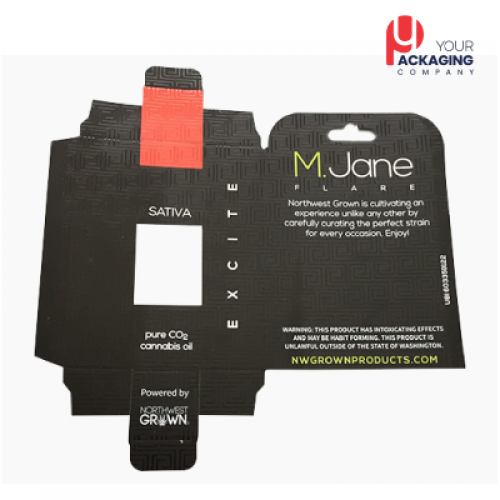 YOUR
PACKAGING
COMPANY
M.Jane
FLARE
Northwest Grown is cultivating an
experience unlike any other by
carefully curating the perfect strain
for every occasion. Enjoy!
SATIVA
EXCITE
pure CO2
cannabis oil
WARNING: THIS PRODUCT HAS INTOXICATING EFFECTS
AND MAY BE HABIT FORMING. THIS PRODUCT IS
UNLAWFUL OUTSIDE OF THE STATE OF WASHINGTON.
NWGROWNPRODUCTS.COM
Powered by
NORTHWEST
GROWN